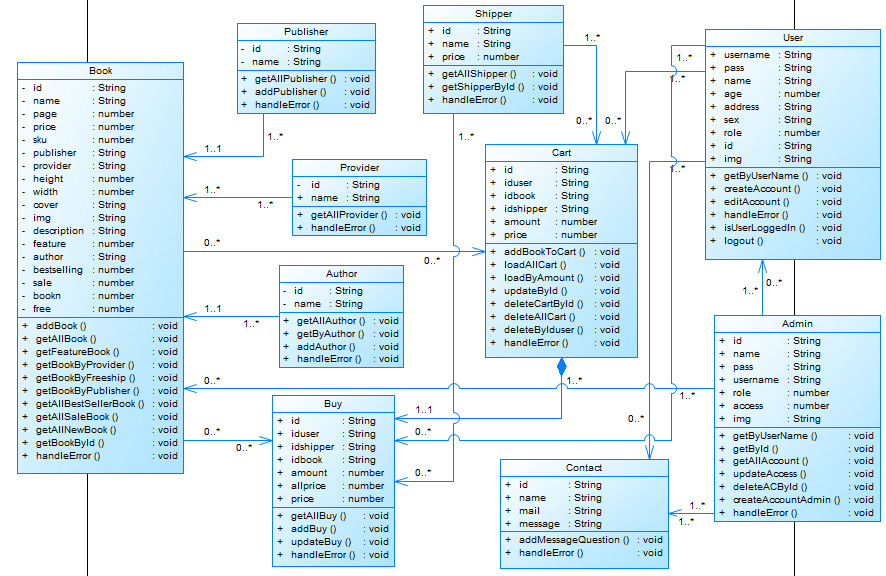 Book
- id : String
- name : String
- page : number
- price : number
- sku : number
- publisher : String
- provider : String
- height : number
- width : number
- cover : String
- img : String
- description : String
- feature : number
- author : String
- bestselling : number
- sale : number
- bookn : number
- free : number
+ addBook () : void
+ getAllBook () : void
+ getFeatureBook () : void
+ getBookByProvider () : void
+ getBookByFreeship () : void
+ getBookByPublisher () : void
+ getAllBestSellerBook () : void
+ getAllSaleBook () : void
+ getAllNewBook () : void
+ getBookById () : void
+ handleError () : void
Publisher
- id : String
- name : String
+ getAllPublisher () : void
+ addPublisher () : void
+ handleError () : void
1..*
1..1
Provider
- id : String
+ name : String
+ getAllProvider () : void
+ handleError () : void
1..*
1..*
0..*
0..*
Author
- id : String
- name : String
+ getAllAuthor () : void
+ getByAuthor () : void
+ addAuthor () : void
+ handleError () : void
1..1
1..*
0..*
Buy
+ id : String
+ iduser : String
+ idshipper : String
+ idbook : String
+ amount : number
+ allprice : number
+ price : number
+ getAllBuy () : void
+ addBuy () : void
+ updateBuy () : void
+ handleError () : void
0..*
0..*
1..1
0..*
0..*
Shipper
+ id : String
+ name : String
+ price : number
+ getAllShipper () : void
+ getShipperById () : void
+ handleError () : void
1..*
1..*
0..*
0..*
Cart
+ id : String
+ iduser : String
+ idbook : String
+ idshipper : String
+ amount : number
+ price : number
+ addBookToCart () : void
+ loadAllCart () : void
+ loadByAmount () : void
+ updateById () : void
+ deleteCartById () : void
+ deleteAllCart () : void
+ deleteByIduser : void
+ handleError () : void
1..*
User
+ username : String
+ pass : String
+ name : String
+ age : number
+ address : String
+ sex : String
+ role : number
+ id : String
+ img : String
+ getByUserName () : void
+ createAccount () : void
+ editAccount () : void
+ handleError () : void
+ isUserLoggedIn () : void
+ logout () : void
1..*
1..*
1..*
1..*
0..*
Admin
+ id : String
+ name : String
+ pass : String
+ username : String
+ role : number
+ access : number
+ img : String
+ getByUserName () : void
+ getById () : void
+ getAllAccount () : void
+ updateAccess () : void
+ deleteACById () : void
+ createAccountAdmin () : void
+ handleError () : void
1..*
0..*
Contact
+ id : String
+ name : String
+ mail : String
+ message : String
+ addMessageQuestion () : void
+ handleError () : void
1..*
1..*